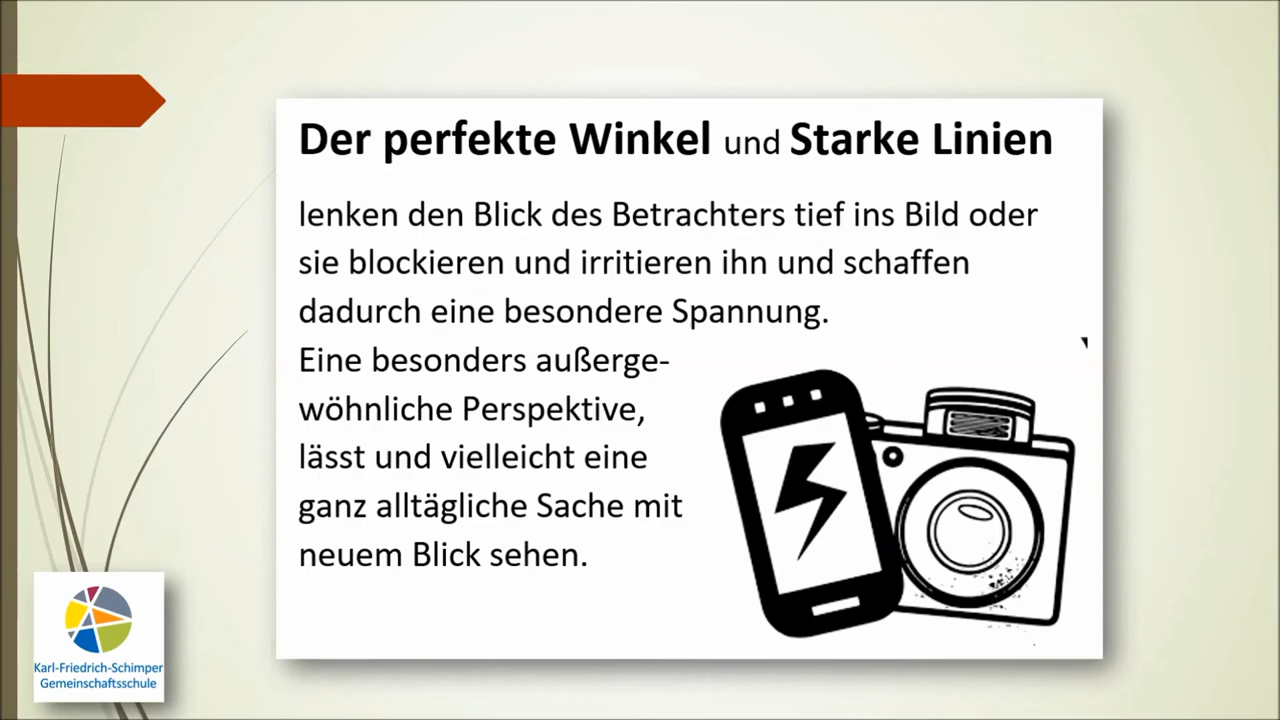 Der perfekte Winkel und Starke Linien
lenken den Blick des Betrachters tief ins Bild oder
sie blockieren und irritieren ihn und schaffen
dadurch eine besondere Spannung.
Eine besonders außerge-
wöhnliche Perspektive,
lässt und vielleicht eine
ganz alltägliche Sache mit
neuem Blick sehen.
Karl-Friedrich-Schimper
Gemeinschaftsschule